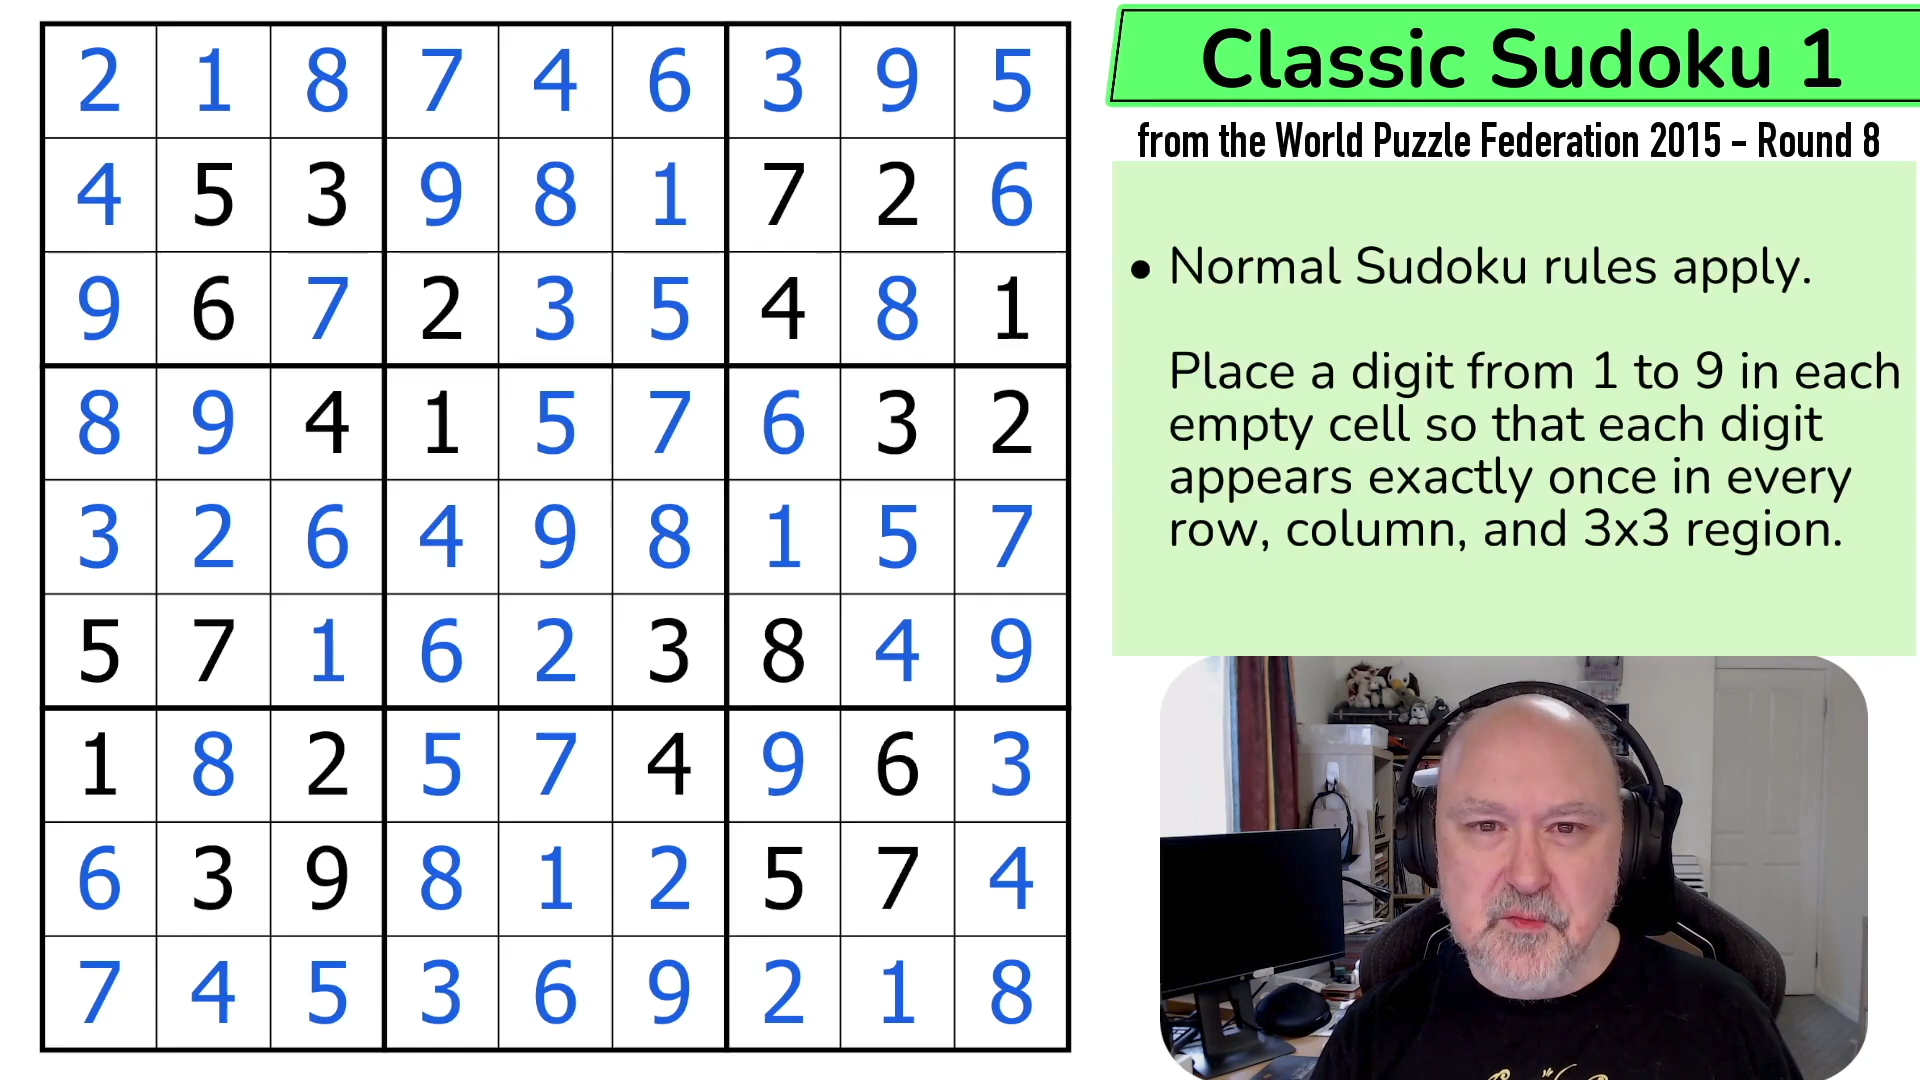 2 1 8 7 4 6 3 9 5
4 5 3 9 8 1 7 2 6
9 6 7 2 3 5 4 8 1
8 9 4 1 5 7 6 3 2
3 2 6 4 9 8 1 5 7
5 7 1 6 2 3 8 4 9
1 8 2 5 7 4 9 6 3
6 3 9 8 1 2 5 7 4
7 4 5 3 6 9 2 1 8
Classic Sudoku 1
from the World Puzzle Federation 2015 - Round 8
• Normal Sudoku rules apply.
Place a digit from 1 to 9 in each
empty cell so that each digit
appears exactly once in every
row, column, and 3x3 region.